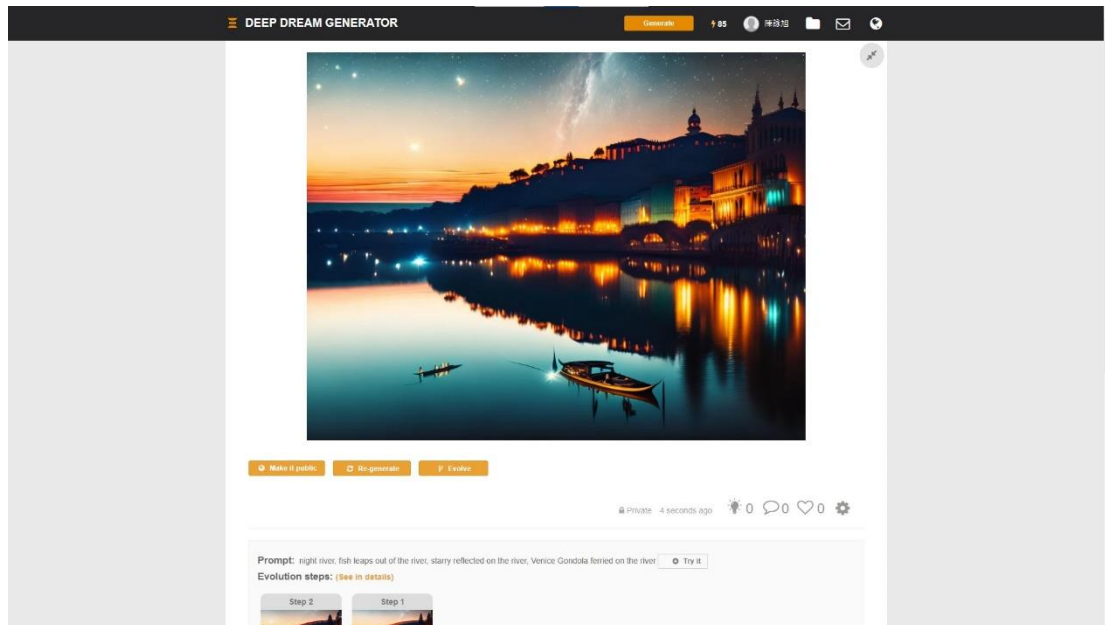 DEEP DREAM GENERATOR
Generate
85
Make it public
Re-generate
Evolve
Private 4 seconds ago
0 0 0
Prompt: night river, fish leaps out of the river, starry reflected on the river, Venice Gondola ferried on the river Try it
Evolution steps: (See in details)
Step 2 Step 1